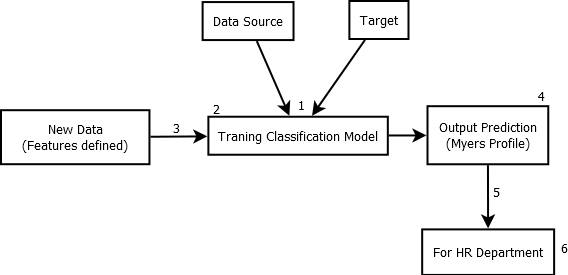 Data Source
Target
1
2
4
New Data
(Features defined)
3
Traning Classification Model
Output Prediction
(Myers Profile)
5
For HR Department
6